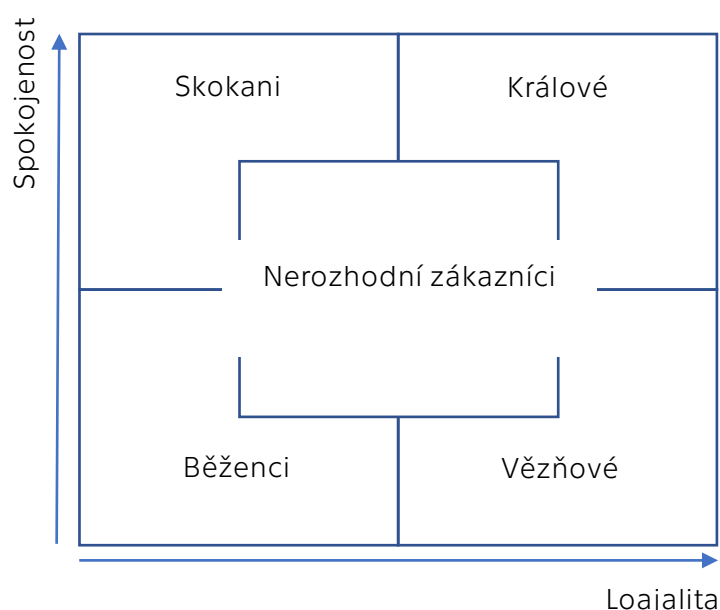 Spokojenost
Skokani
Králové
Nerozhodní zákazníci
Běženci
Vězňové
Loajalita